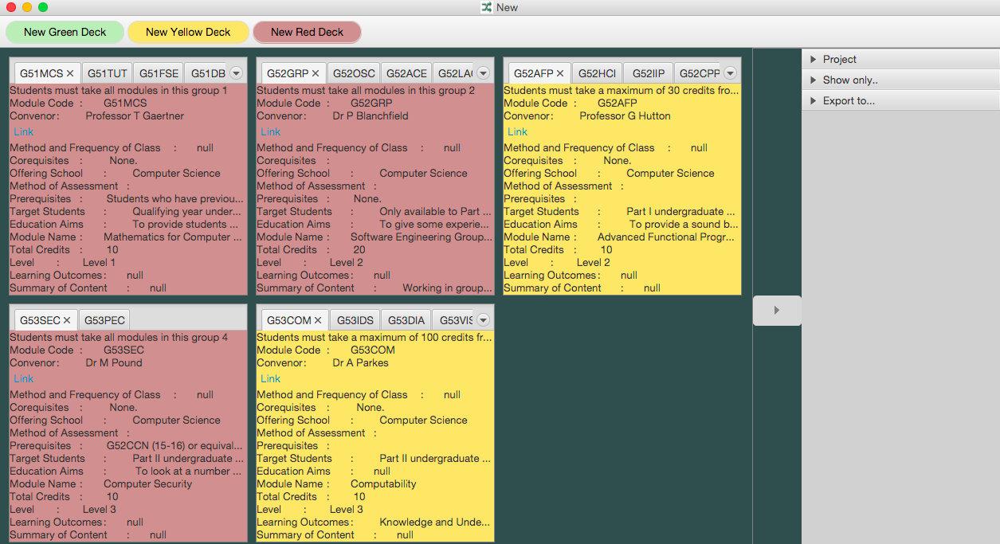 New
New Green Deck New Yellow Deck New Red Deck
G51MCS G51TUT G51FSE G51DB
Students must take all modules in this group 1
Module Code : G51MCS
Convenor: Professor T Gaertner
Link
Method and Frequency of Class : null
Corequisites : None.
Offering School : Computer Science
Method of Assessment :
Prerequisites : Students who have previou...
Target Students : Qualifying year under...
Education Aims : To provide students ...
Module Name : Mathematics for Computer ...
Total Credits : 10
Level : Level 1
Learning Outcomes: null
Summary of Content : null
G52GRP G52OSC G52ACE G52LA
Students must take all modules in this group 2
Module Code : G52GRP
Convenor: Dr P Blanchfield
Link
Method and Frequency of Class : null
Corequisites :
Offering School : Computer Science
Method of Assessment :
Prerequisites : None.
Target Students : Only available to Part ...
Education Aims : To give some experie...
Module Name : Software Engineering Group...
Total Credits : 20
Level : Level 2
Learning Outcomes: null
Summary of Content : Working in group...
G52AFP G52HCI G52IIP G52CPP
Students must take a maximum of 30 credits fro...
Module Code : G52AFP
Convenor: Professor G Hutton
Link
Method and Frequency of Class : null
Corequisites : None.
Offering School : Computer Science
Method of Assessment :
Prerequisites :
Target Students : Part I undergraduate ...
Education Aims : To provide a sound b...
Module Name : Advanced Functional Progr...
Total Credits : 10
Level : Level 2
Learning Outcomes: null
Summary of Content : null
G53SEC G53PEC
Students must take all modules in this group 4
Module Code : G53SEC
Convenor: Dr M Pound
Link
Method and Frequency of Class : null
Corequisites : None.
Offering School : Computer Science
Method of Assessment :
Prerequisites : G52CCN (15-16) or equival...
Target Students : Part II undergraduate ...
Education Aims : To look at a number ...
Module Name : Computer Security
Total Credits : 10
Level : Level 3
Learning Outcomes: null
Summary of Content : null
G53COM G53IDS G53DIA G53VIS
Students must take a maximum of 100 credits fr...
Module Code : G53COM
Convenor: Dr A Parkes
Link
Method and Frequency of Class : null
Corequisites : None.
Offering School : Computer Science
Method of Assessment :
Prerequisites :
Target Students : Part II undergraduate ...
Education Aims : null
Module Name : Computability
Total Credits : 10
Level : Level 3
Learning Outcomes: Knowledge and Unde...
Summary of Content : null
Project
Show only..
Export to...